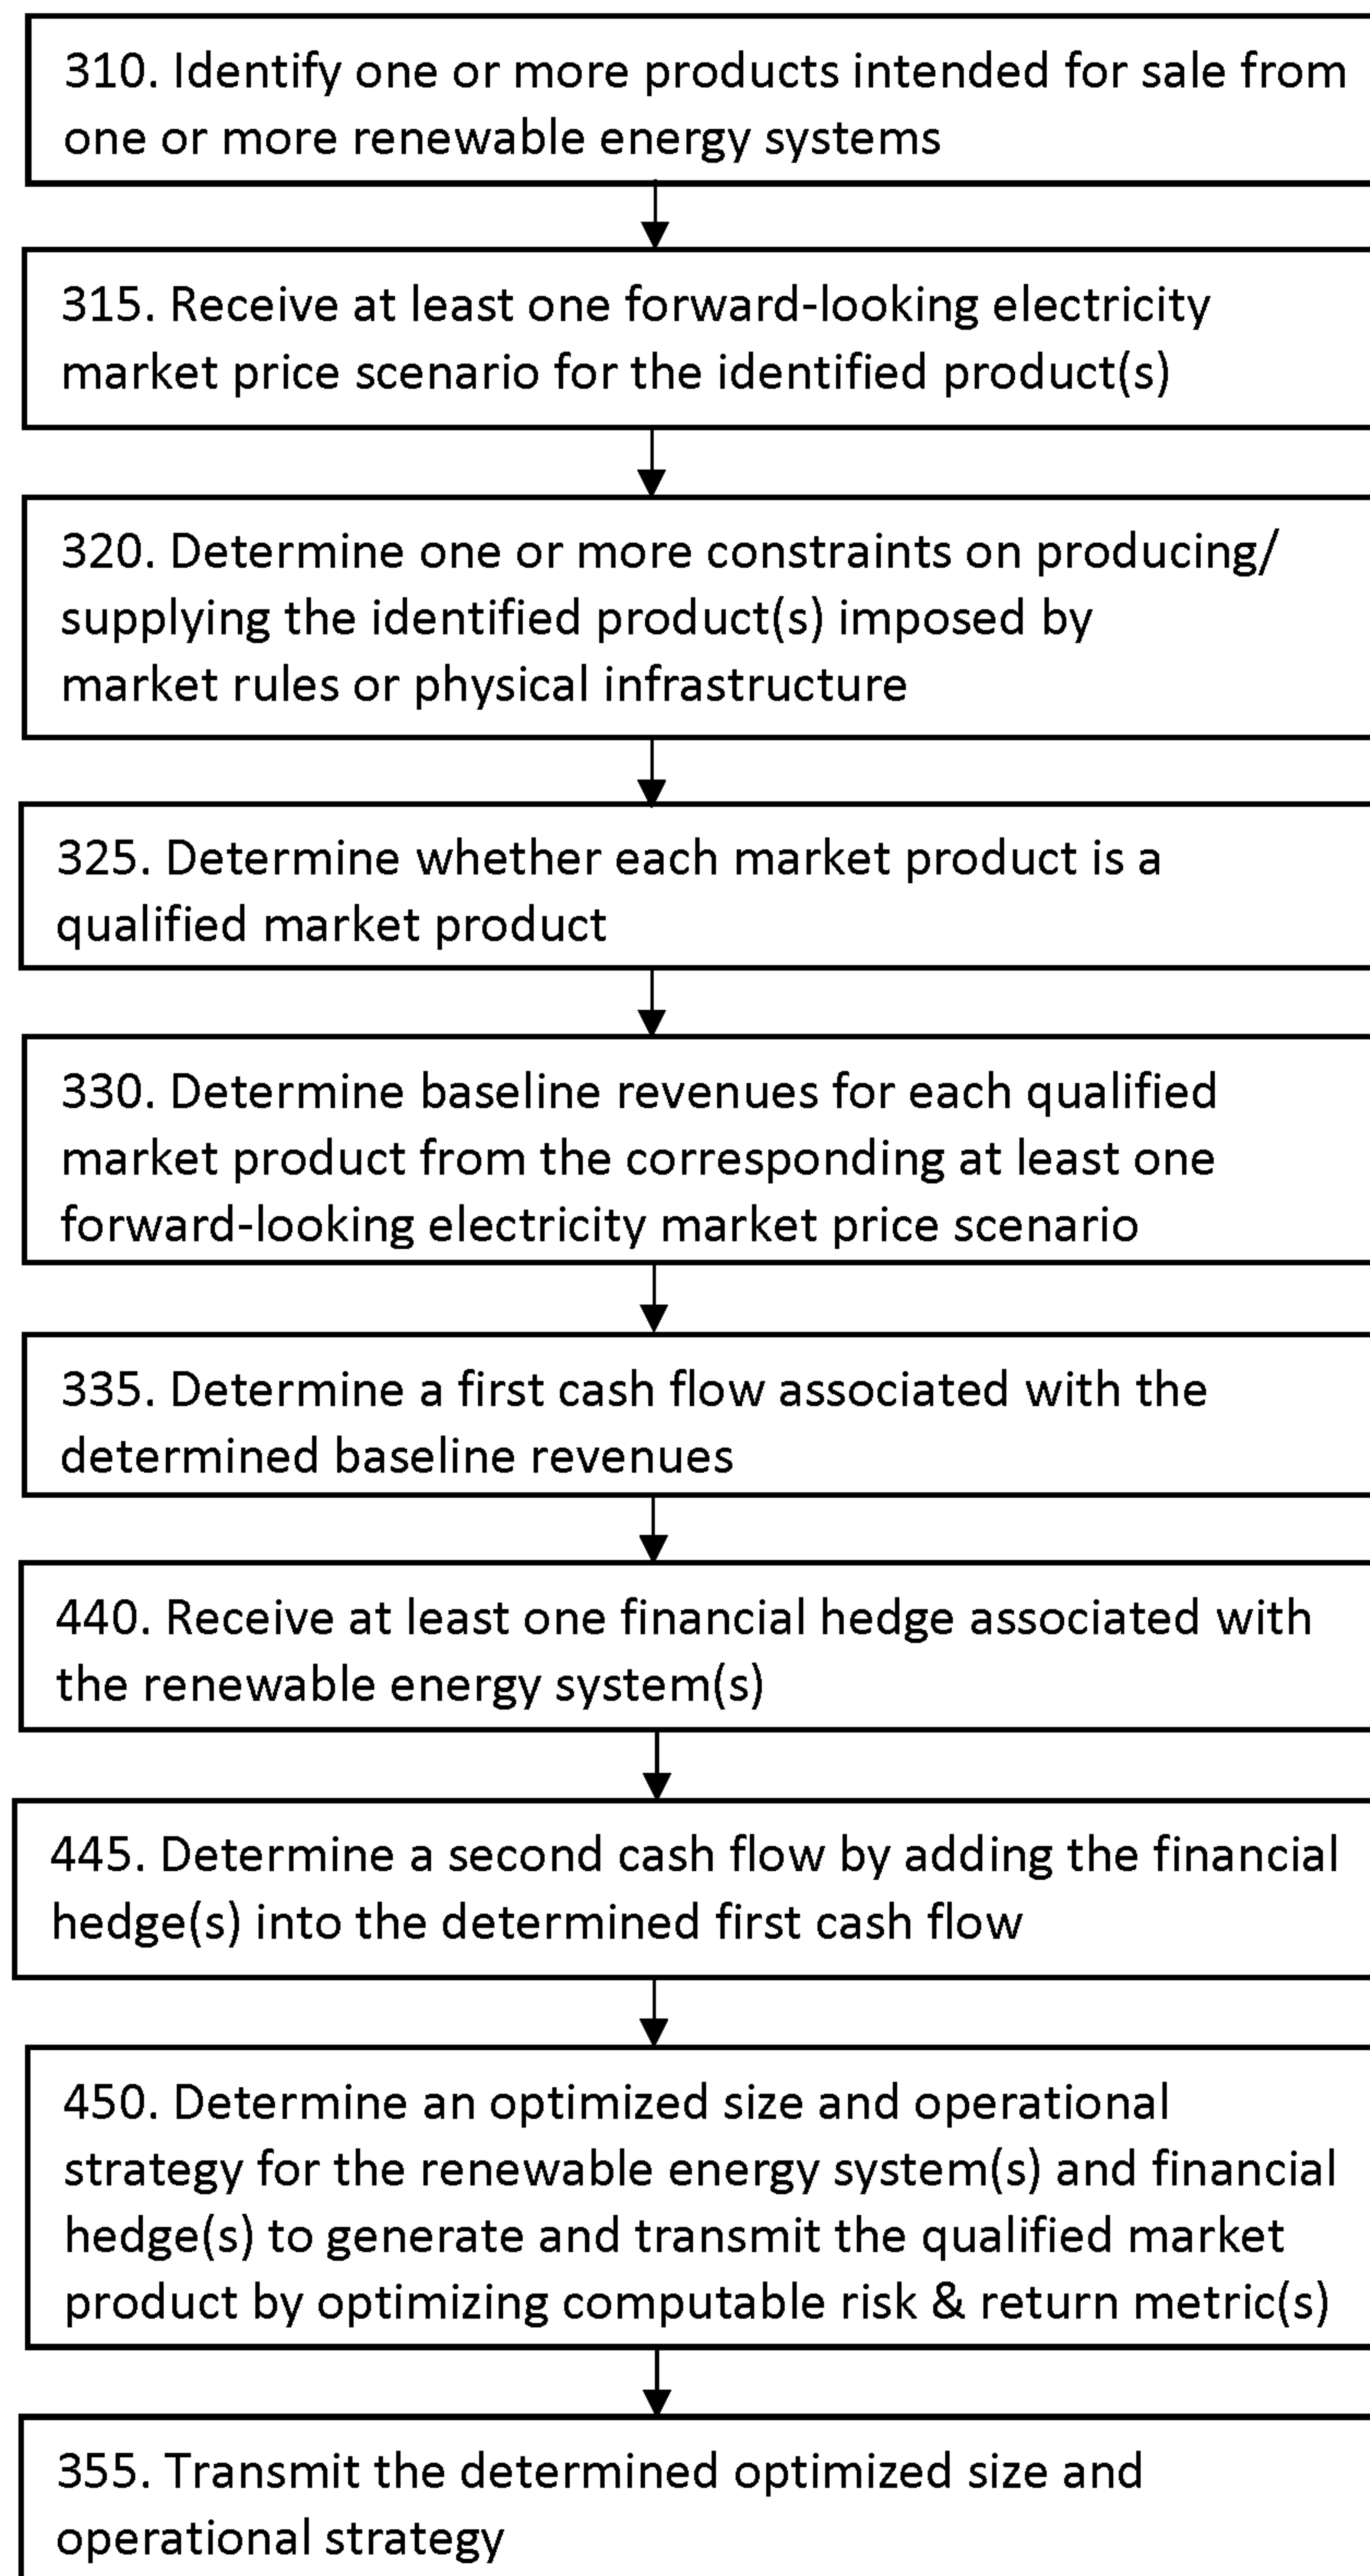 310. Identify one or more products intended for sale from
one or more renewable energy systems
315. Receive at least one forward-looking electricity
market price scenario for the identified product(s)
320. Determine one or more constraints on producing/
supplying the identified product(s) imposed by
market rules or physical infrastructure
325. Determine whether each market product is a
qualified market product
330. Determine baseline revenues for each qualified
market product from the corresponding at least one
forward-looking electricity market price scenario
335. Determine a first cash flow associated with the
determined baseline revenues
440. Receive at least one financial hedge associated with
the renewable energy system(s)
445. Determine a second cash flow by adding the financial
hedge(s) into the determined first cash flow
450. Determine an optimized size and operational
strategy for the renewable energy system(s) and financial
hedge(s) to generate and transmit the qualified market
product by optimizing computable risk & return metric(s)
355. Transmit the determined optimized size and
operational strategy